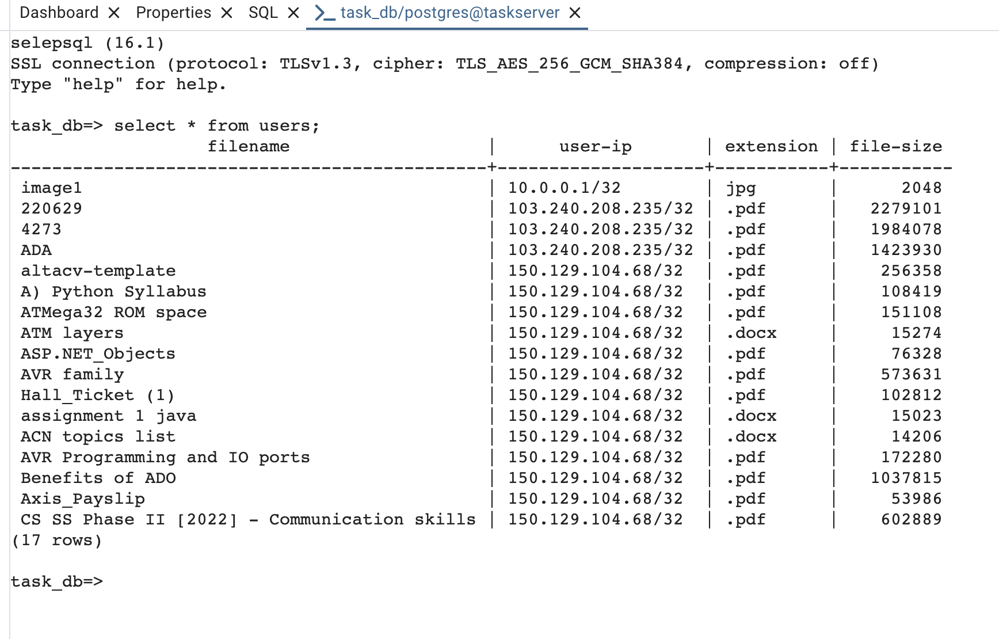 Dashboard × Properties × SQL × >_ task_db/postgres@taskserver ×
selepsql (16.1)
SSL connection (protocol: TLSv1.3, cipher: TLS_AES_256_GCM_SHA384, compression: off)
Type "help" for help.
task_db=> select * from users;
filename | user-ip | extension | file-size
----------------------------------------------+--------------------+-----------+-----------
image1 | 10.0.0.1/32 | jpg | 2048
220629 | 103.240.208.235/32 | .pdf | 2279101
4273 | 103.240.208.235/32 | .pdf | 1984078
ADA | 103.240.208.235/32 | .pdf | 1423930
altacv-template | 150.129.104.68/32 | .pdf | 256358
A) Python Syllabus | 150.129.104.68/32 | .pdf | 108419
ATMega32 ROM space | 150.129.104.68/32 | .pdf | 151108
ATM layers | 150.129.104.68/32 | .docx | 15274
ASP.NET_Objects | 150.129.104.68/32 | .pdf | 76328
AVR family | 150.129.104.68/32 | .pdf | 573631
Hall_Ticket (1) | 150.129.104.68/32 | .pdf | 102812
assignment 1 java | 150.129.104.68/32 | .docx | 15023
ACN topics list | 150.129.104.68/32 | .docx | 14206
AVR Programming and IO ports | 150.129.104.68/32 | .pdf | 172280
Benefits of ADO | 150.129.104.68/32 | .pdf | 1037815
Axis_Payslip | 150.129.104.68/32 | .pdf | 53986
CS SS Phase II [2022] - Communication skills | 150.129.104.68/32 | .pdf | 602889
(17 rows)
task_db=>